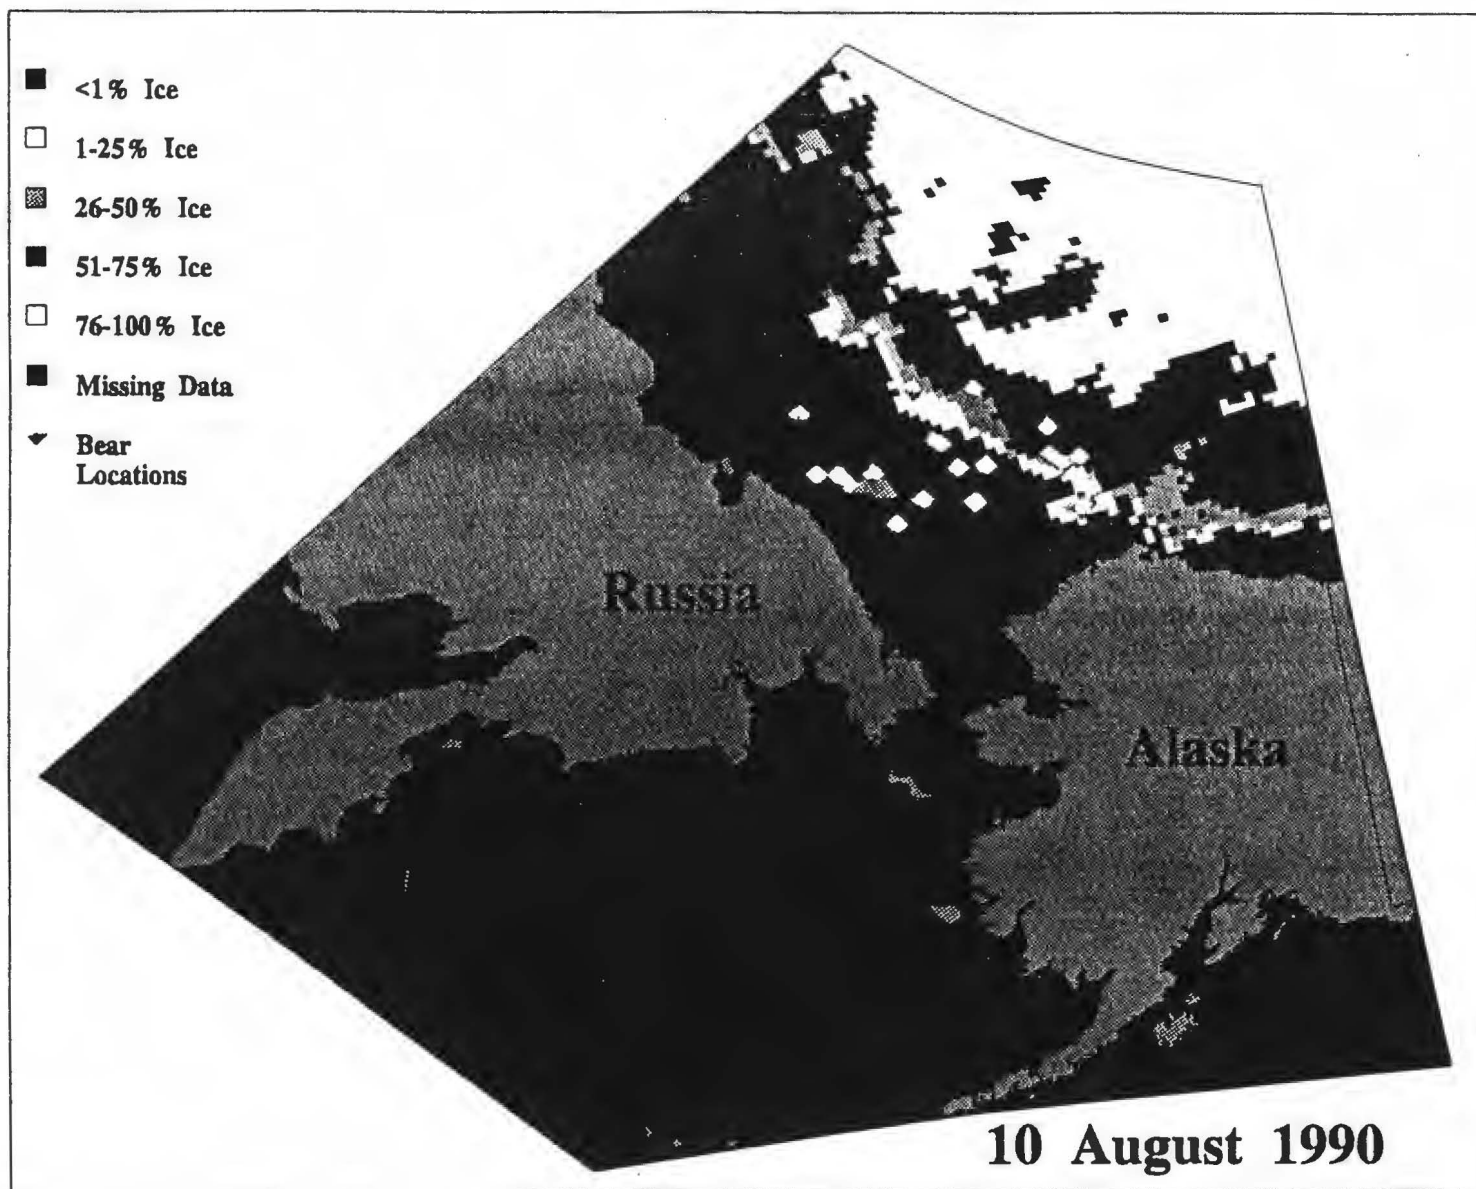 <1% Ice
1-25% Ice
26-50% Ice
51-75% Ice
76-100% Ice
Missing Data
Bear
Locations
Russia
Alaska
10 August 1990